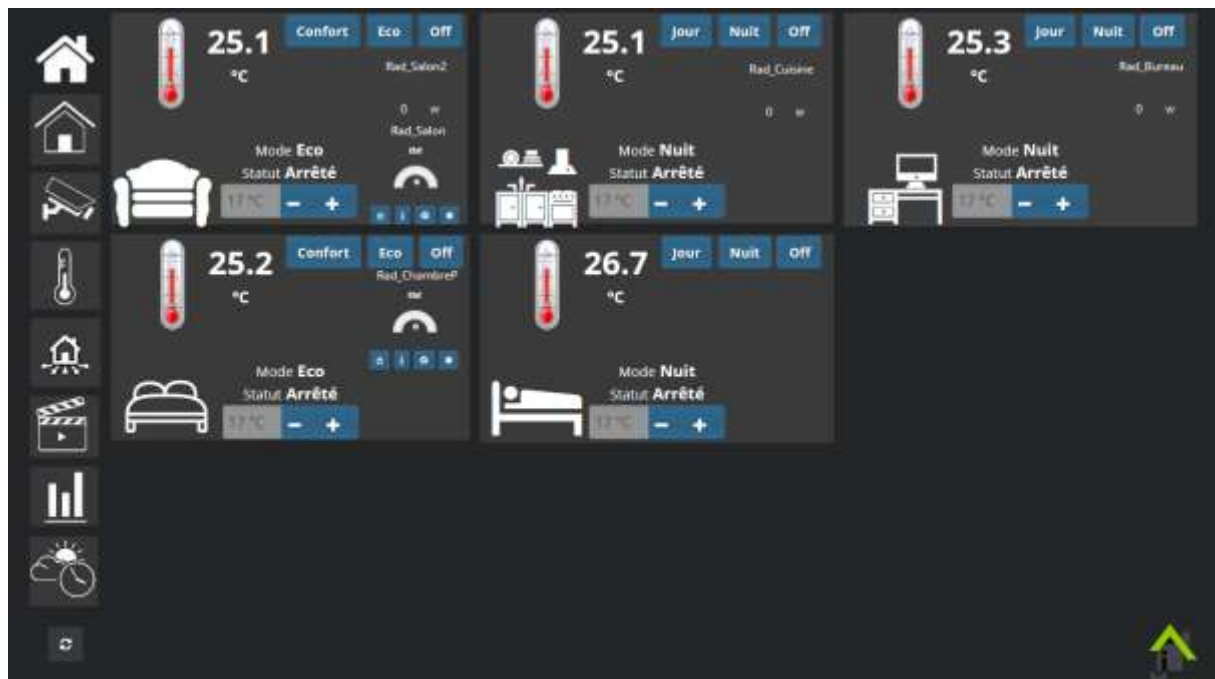 25.1 °C Confort Eco Off
Rad_Salon2
0 w
Rad_Salon
Mode Eco
Statut Arrêté
17 °C - +
25.1 °C Jour Nuit Off
Rad_Cuisine
0 w
Mode Nuit
Statut Arrêté
17 °C - +
25.3 °C Jour Nuit Off
Rad_Bureau
0 w
Mode Nuit
Statut Arrêté
17 °C - +
25.2 °C Confort Eco Off
Rad_ChambreP
Mode Eco
Statut Arrêté
17 °C - +
26.7 °C Jour Nuit Off
Mode Nuit
Statut Arrêté
17 °C - +